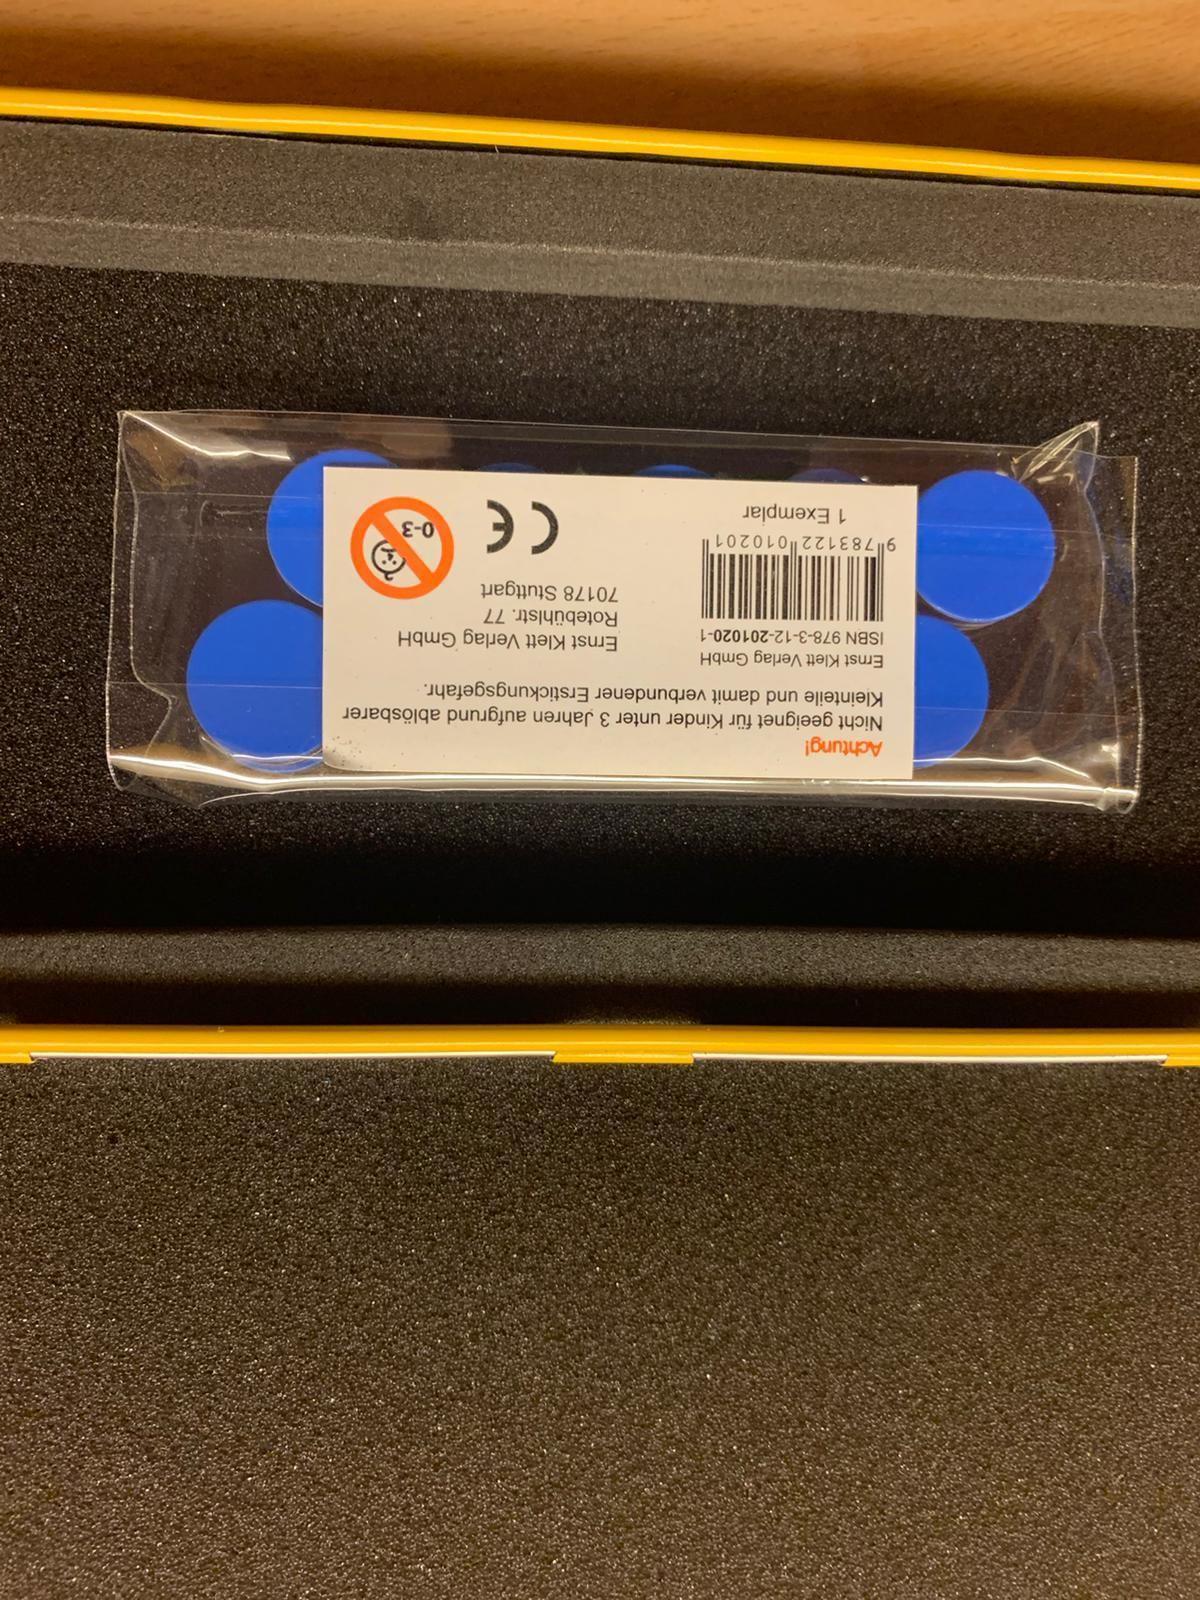 Achtung!
Nicht geeignet für Kinder unter 3 Jahren aufgrund ablösbarer
Kleinteile und damit verbundener Erstickungsgefahr.
Ernst Klett Verlag GmbH
ISBN 978-3-12-201020-1
9 783122 010201
1 Exemplar
Ernst Klett Verlag GmbH
Rotebühlstr. 77
70178 Stuttgart
CE
0-3